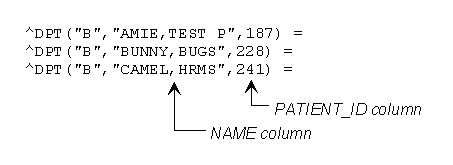 ^DPT("B","AMIE,TEST P",187) =
^DPT("B","BUNNY,BUGS",228) =
^DPT("B","CAMEL,HRMS",241) =
PATIENT_ID column
NAME column